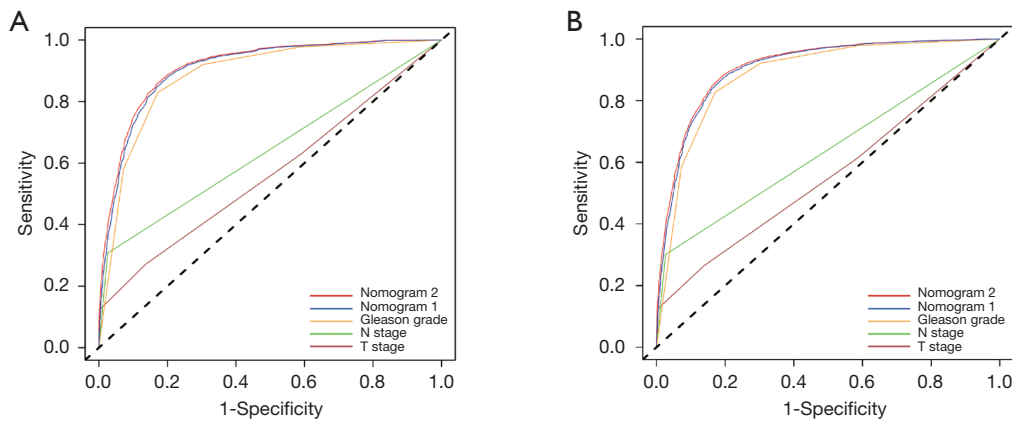 A
1.0
0.8
0.6
0.4
0.2
0.0
Sensitivity
Nomogram 2
Nomogram 1
Gleason grade
N stage
T stage
0.0 0.2 0.4 0.6 0.8 1.0
1-Specificity
B
1.0
0.8
0.6
0.4
0.2
0.0
Sensitivity
Nomogram 2
Nomogram 1
Gleason grade
N stage
T stage
0.0 0.2 0.4 0.6 0.8 1.0
1-Specificity